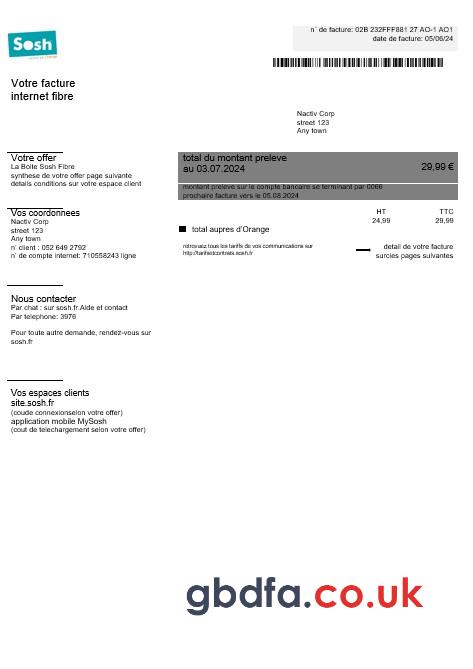 n° de facture: 02B 232FFF881 27 AO-1 AO1
date de facture: 05/06/24
Sosh
Votre facture
internet fibre
Nactiv Corp
street 123
Any town
Votre offer
La Boite Sosh Fibre
synthese de votre offer page suivante
details conditions sur votre espace client
total du montant preleve
au 03.07.2024
29,99 €
montant preleve sur le compte bancaire se terminant par 0066
prochaire facture vers le 05.08.2024
Vos coordonnees
Nactiv Corp
street 123
Any town
n° client : 052 649 2792
n° de compte internet: 710558243 ligne
HT TTC
24,99 29,99
total aupres d'Orange
retrouvez tous les tarifs de vos communications sur
http://tarifsetcontrats.sosh.fr
detail de votre facture
surcies pages suivantes
Nous contacter
Par chat : sur sosh.fr.Aide et contact
Par telephone: 3976
Pour toute autre demande, rendez-vous sur
sosh.fr
Vos espaces clients
site.sosh.fr
(coude connexionselon votre offer)
application mobile MySosh
(cout de telechargement selon votre offer)
gbdfa.co.uk